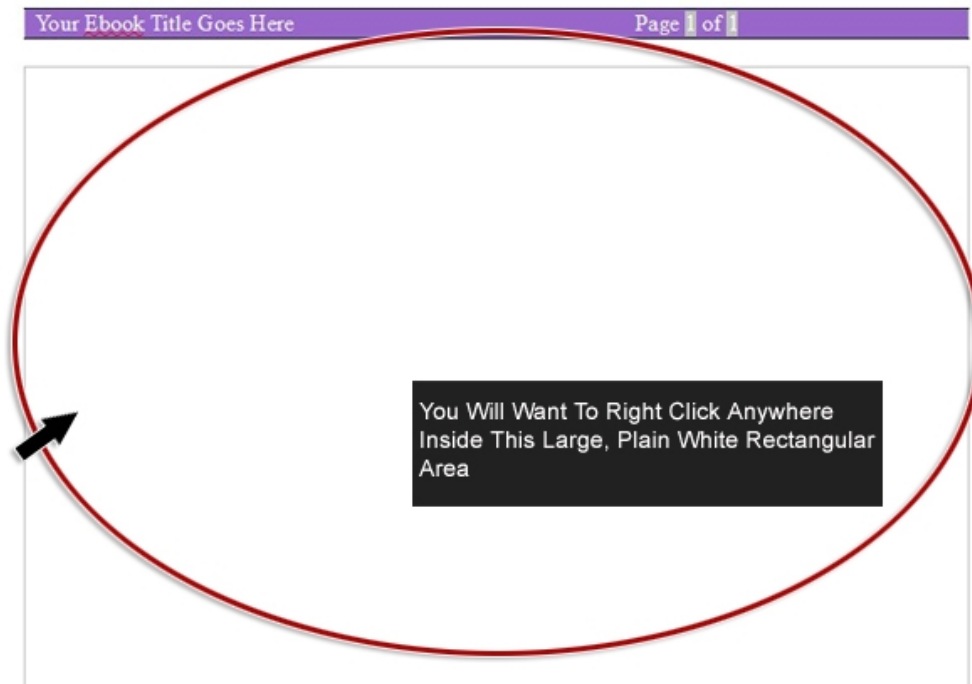 Your Ebook Title Goes Here Page 1 of 1
You Will Want To Right Click Anywhere
Inside This Large, Plain White Rectangular
Area